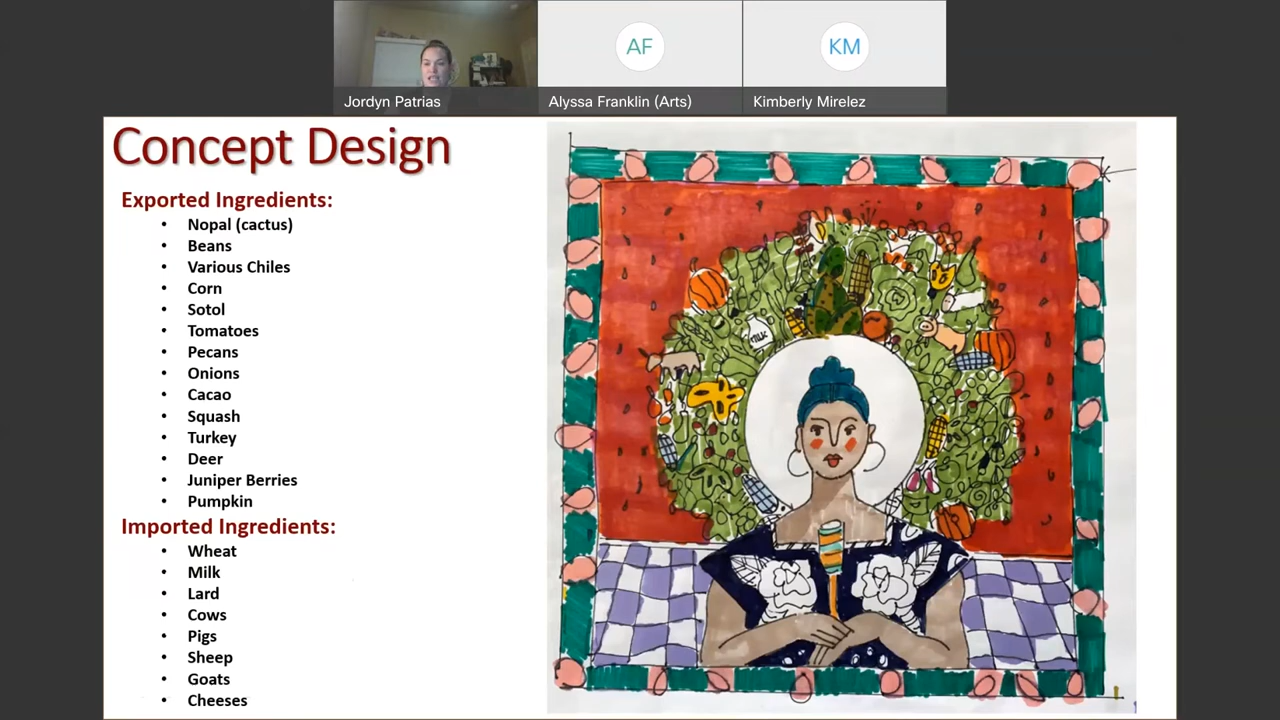 AF
KM
Jordyn Patrias
Alyssa Franklin (Arts)
Kimberly Mirelez
Concept Design
Exported Ingredients:
• Nopal (cactus)
• Beans
• Various Chiles
• Corn
• Sotol
• Tomatoes
• Pecans
• Onions
• Cacao
• Squash
• Turkey
• Deer
• Juniper Berries
• Pumpkin
Imported Ingredients:
• Wheat
• Milk
• Lard
• Cows
• Pigs
• Sheep
• Goats
• Cheeses
MILK